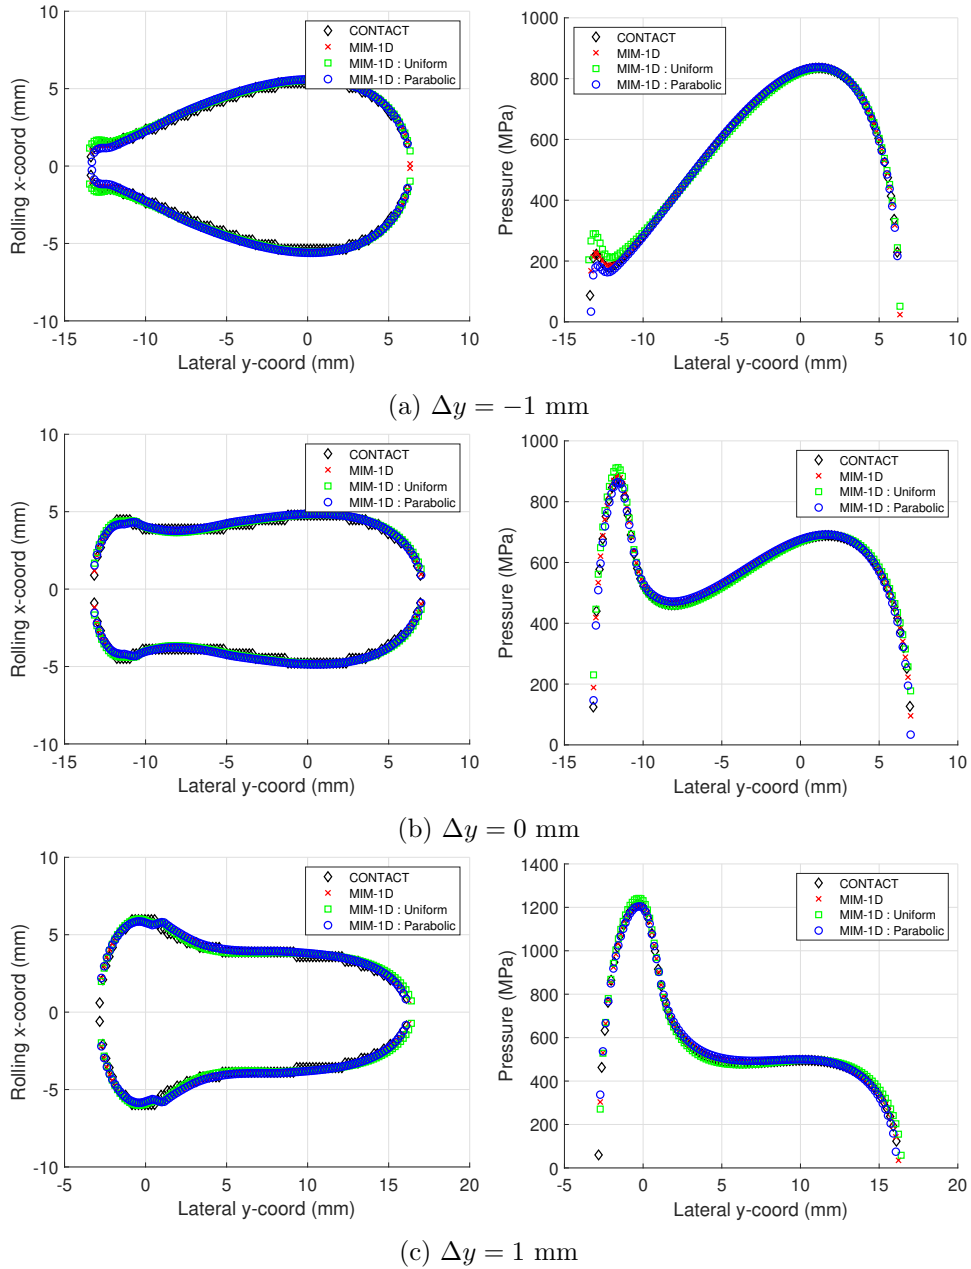 10
5
0
-5
-10
-15
-10
-5
0
5
10
Rolling x-coord (mm)
Lateral y-coord (mm)
CONTACT
MIM-1D
MIM-1D : Uniform
MIM-1D : Parabolic
1000
800
600
400
200
0
-15
-10
-5
0
5
10
Pressure (MPa)
Lateral y-coord (mm)
CONTACT
MIM-1D
MIM-1D : Uniform
MIM-1D : Parabolic
(a) Δy = −1 mm
10
5
0
-5
-10
-15
-10
-5
0
5
10
Rolling x-coord (mm)
Lateral y-coord (mm)
CONTACT
MIM-1D
MIM-1D : Uniform
MIM-1D : Parabolic
1000
800
600
400
200
0
-15
-10
-5
0
5
10
Pressure (MPa)
Lateral y-coord (mm)
CONTACT
MIM-1D
MIM-1D : Uniform
MIM-1D : Parabolic
(b) Δy = 0 mm
10
5
0
-5
-10
-5
0
5
10
15
20
Rolling x-coord (mm)
Lateral y-coord (mm)
CONTACT
MIM-1D
MIM-1D : Uniform
MIM-1D : Parabolic
1400
1200
1000
800
600
400
200
0
-5
0
5
10
15
20
Pressure (MPa)
Lateral y-coord (mm)
CONTACT
MIM-1D
MIM-1D : Uniform
MIM-1D : Parabolic
(c) Δy = 1 mm